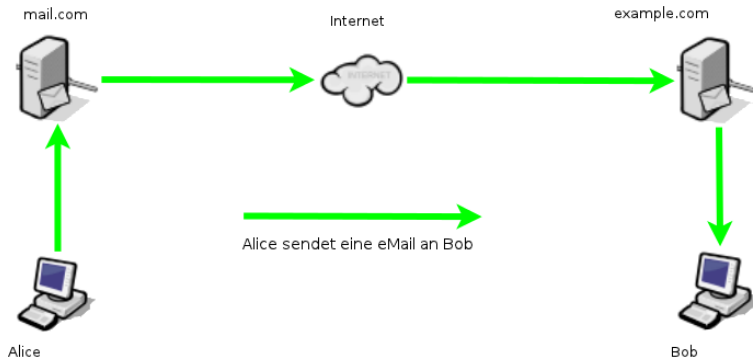 mail.com
Internet
example.com
INTERNET
Alice sendet eine eMail an Bob
Alice
Bob